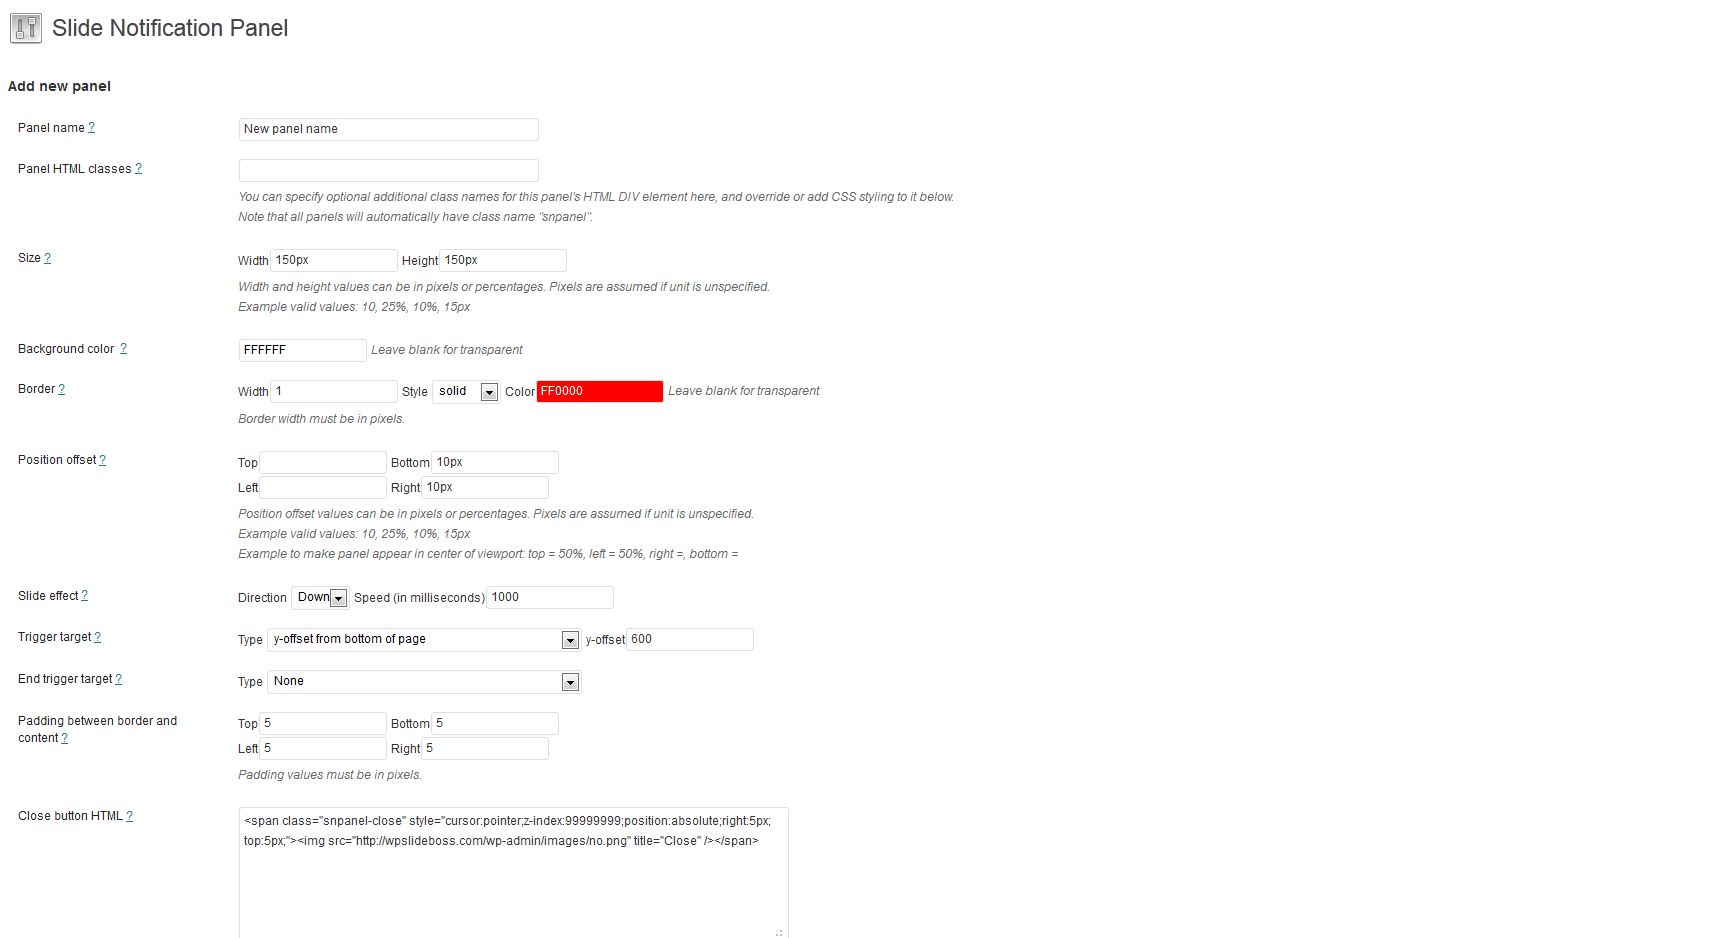 Slide Notification Panel
Add new panel
Panel name ? New panel name
Panel HTML classes ?
You can specify optional additional class names for this panel's HTML DIV element here, and override or add CSS styling to it below.
Note that all panels will automatically have class name "snpanel".
Size ? Width 150px Height 150px
Width and height values can be in pixels or percentages. Pixels are assumed if unit is unspecified.
Example valid values: 10, 25%, 10%, 15px
Background color ? FFFFFF Leave blank for transparent
Border ? Width 1 Style solid Color FF0000 Leave blank for transparent
Border width must be in pixels.
Position offset ? Top Bottom 10px
Left Right 10px
Position offset values can be in pixels or percentages. Pixels are assumed if unit is unspecified.
Example valid values: 10, 25%, 10%, 15px
Example to make panel appear in center of viewport: top = 50%, left = 50%, right =, bottom =
Slide effect ? Direction Down Speed (in milliseconds) 1000
Trigger target ? Type y-offset from bottom of page y-offset 600
End trigger target ? Type None
Padding between border and
content ?
Top 5 Bottom 5
Left 5 Right 5
Padding values must be in pixels.
Close button HTML ?
<span class="snpanel-close" style="cursor:pointer;z-index:99999999;position:absolute;right:5px;
top:5px;"><img src="http://wpslideboss.com/wp-admin/images/no.png" title="Close" /></span>